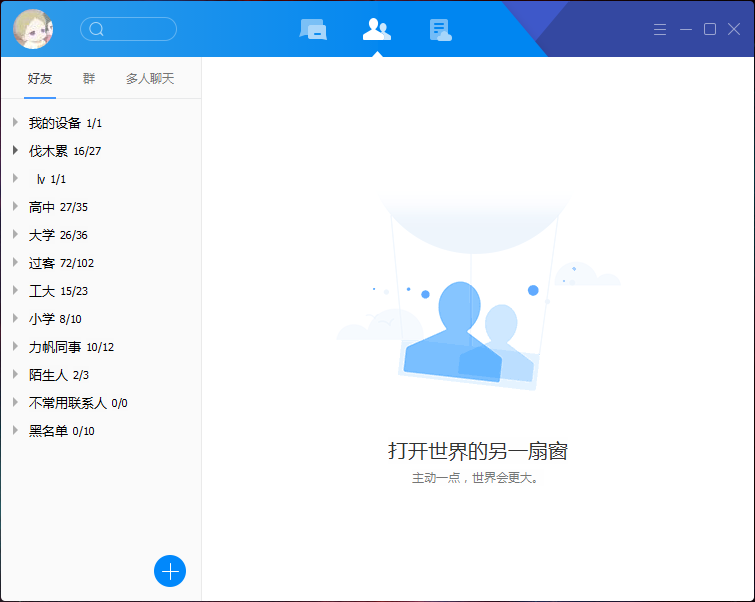 好友 群 多人聊天
我的设备 1/1
伐木累 16/27
lv 1/1
高中 27/35
大学 26/36
过客 72/102
工大 15/23
小学 8/10
力帆同事 10/12
陌生人 2/3
不常用联系人 0/0
黑名单 0/10
打开世界的另一扇窗
主动一点，世界会更大。